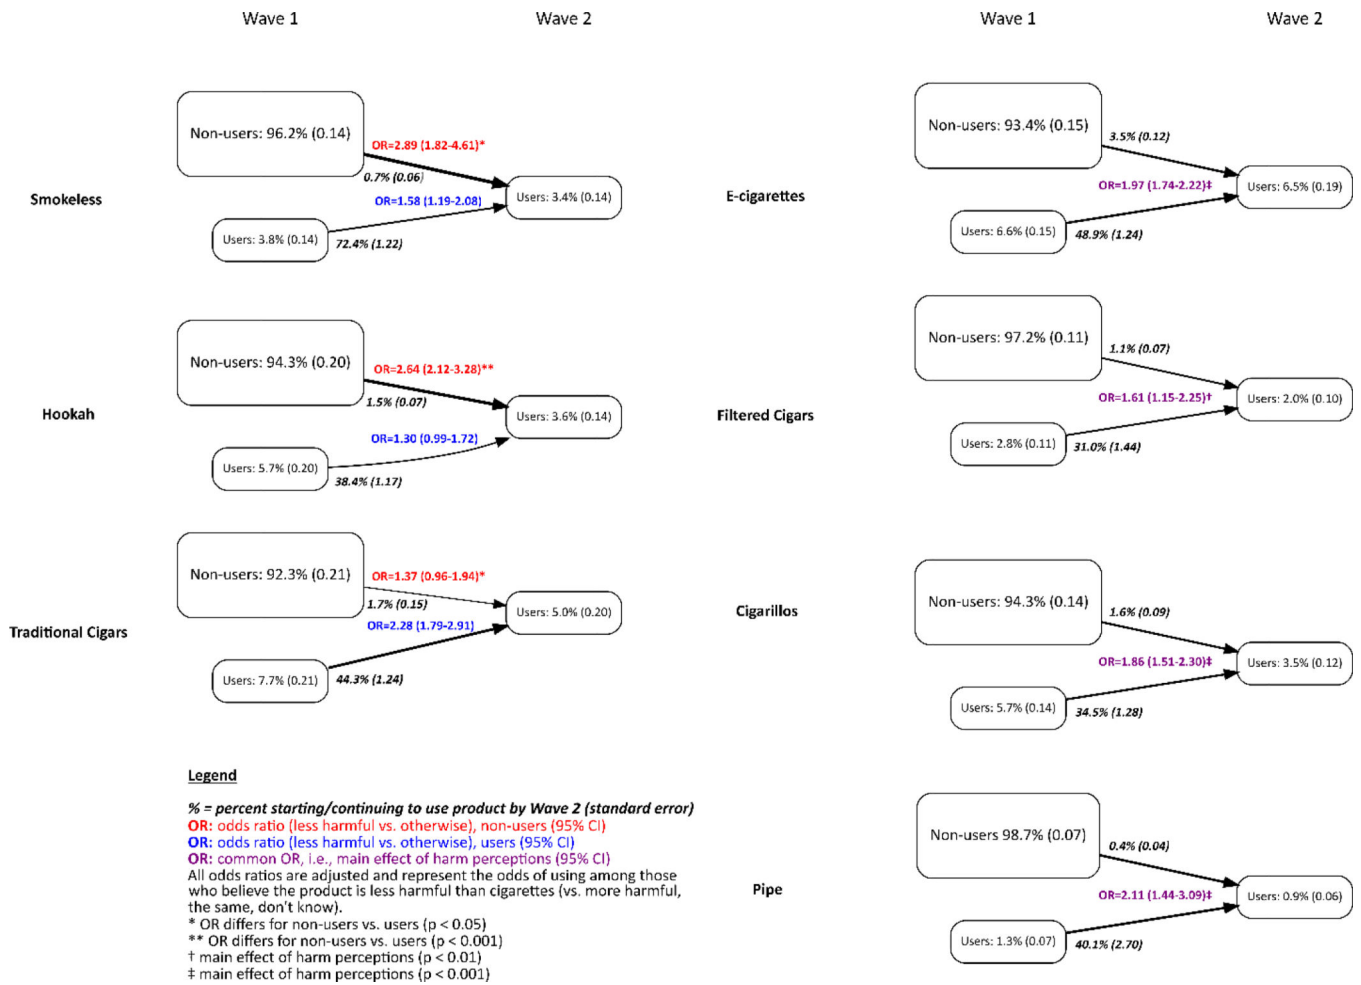 Wave 1
Wave 2
Smokeless
Non-users: 96.2% (0.14)
OR=2.89 (1.82-4.61)*
0.7% (0.06)
OR=1.58 (1.19-2.08)
Users: 3.8% (0.14)
72.4% (1.22)
Users: 3.4% (0.14)
Hookah
Non-users: 94.3% (0.20)
OR=2.64 (2.12-3.28)**
1.5% (0.07)
OR=1.30 (0.99-1.72)
Users: 5.7% (0.20)
38.4% (1.17)
Users: 3.6% (0.14)
Traditional Cigars
Non-users: 92.3% (0.21)
OR=1.37 (0.96-1.94)*
1.7% (0.15)
OR=2.28 (1.79-2.91)
Users: 7.7% (0.21)
44.3% (1.24)
Users: 5.0% (0.20)
Legend
% = percent starting/continuing to use product by Wave 2 (standard error)
OR: odds ratio (less harmful vs. otherwise), non-users (95% CI)
OR: odds ratio (less harmful vs. otherwise), users (95% CI)
OR: common OR, i.e., main effect of harm perceptions (95% CI)
All odds ratios are adjusted and represent the odds of using among those
who believe the product is less harmful than cigarettes (vs. more harmful,
the same, don't know).
* OR differs for non-users vs. users (p < 0.05)
** OR differs for non-users vs. users (p < 0.001)
† main effect of harm perceptions (p < 0.01)
‡ main effect of harm perceptions (p < 0.001)
Wave 1
Wave 2
E-cigarettes
Non-users: 93.4% (0.15)
3.5% (0.12)
OR=1.97 (1.74-2.22)‡
Users: 6.6% (0.15)
48.9% (1.24)
Users: 6.5% (0.19)
Filtered Cigars
Non-users: 97.2% (0.11)
1.1% (0.07)
OR=1.61 (1.15-2.25)†
Users: 2.8% (0.11)
31.0% (1.44)
Users: 2.0% (0.10)
Cigarillos
Non-users: 94.3% (0.14)
1.6% (0.09)
OR=1.86 (1.51-2.30)‡
Users: 5.7% (0.14)
34.5% (1.28)
Users: 3.5% (0.12)
Pipe
Non-users 98.7% (0.07)
0.4% (0.04)
OR=2.11 (1.44-3.09)‡
Users: 1.3% (0.07)
40.1% (2.70)
Users: 0.9% (0.06)